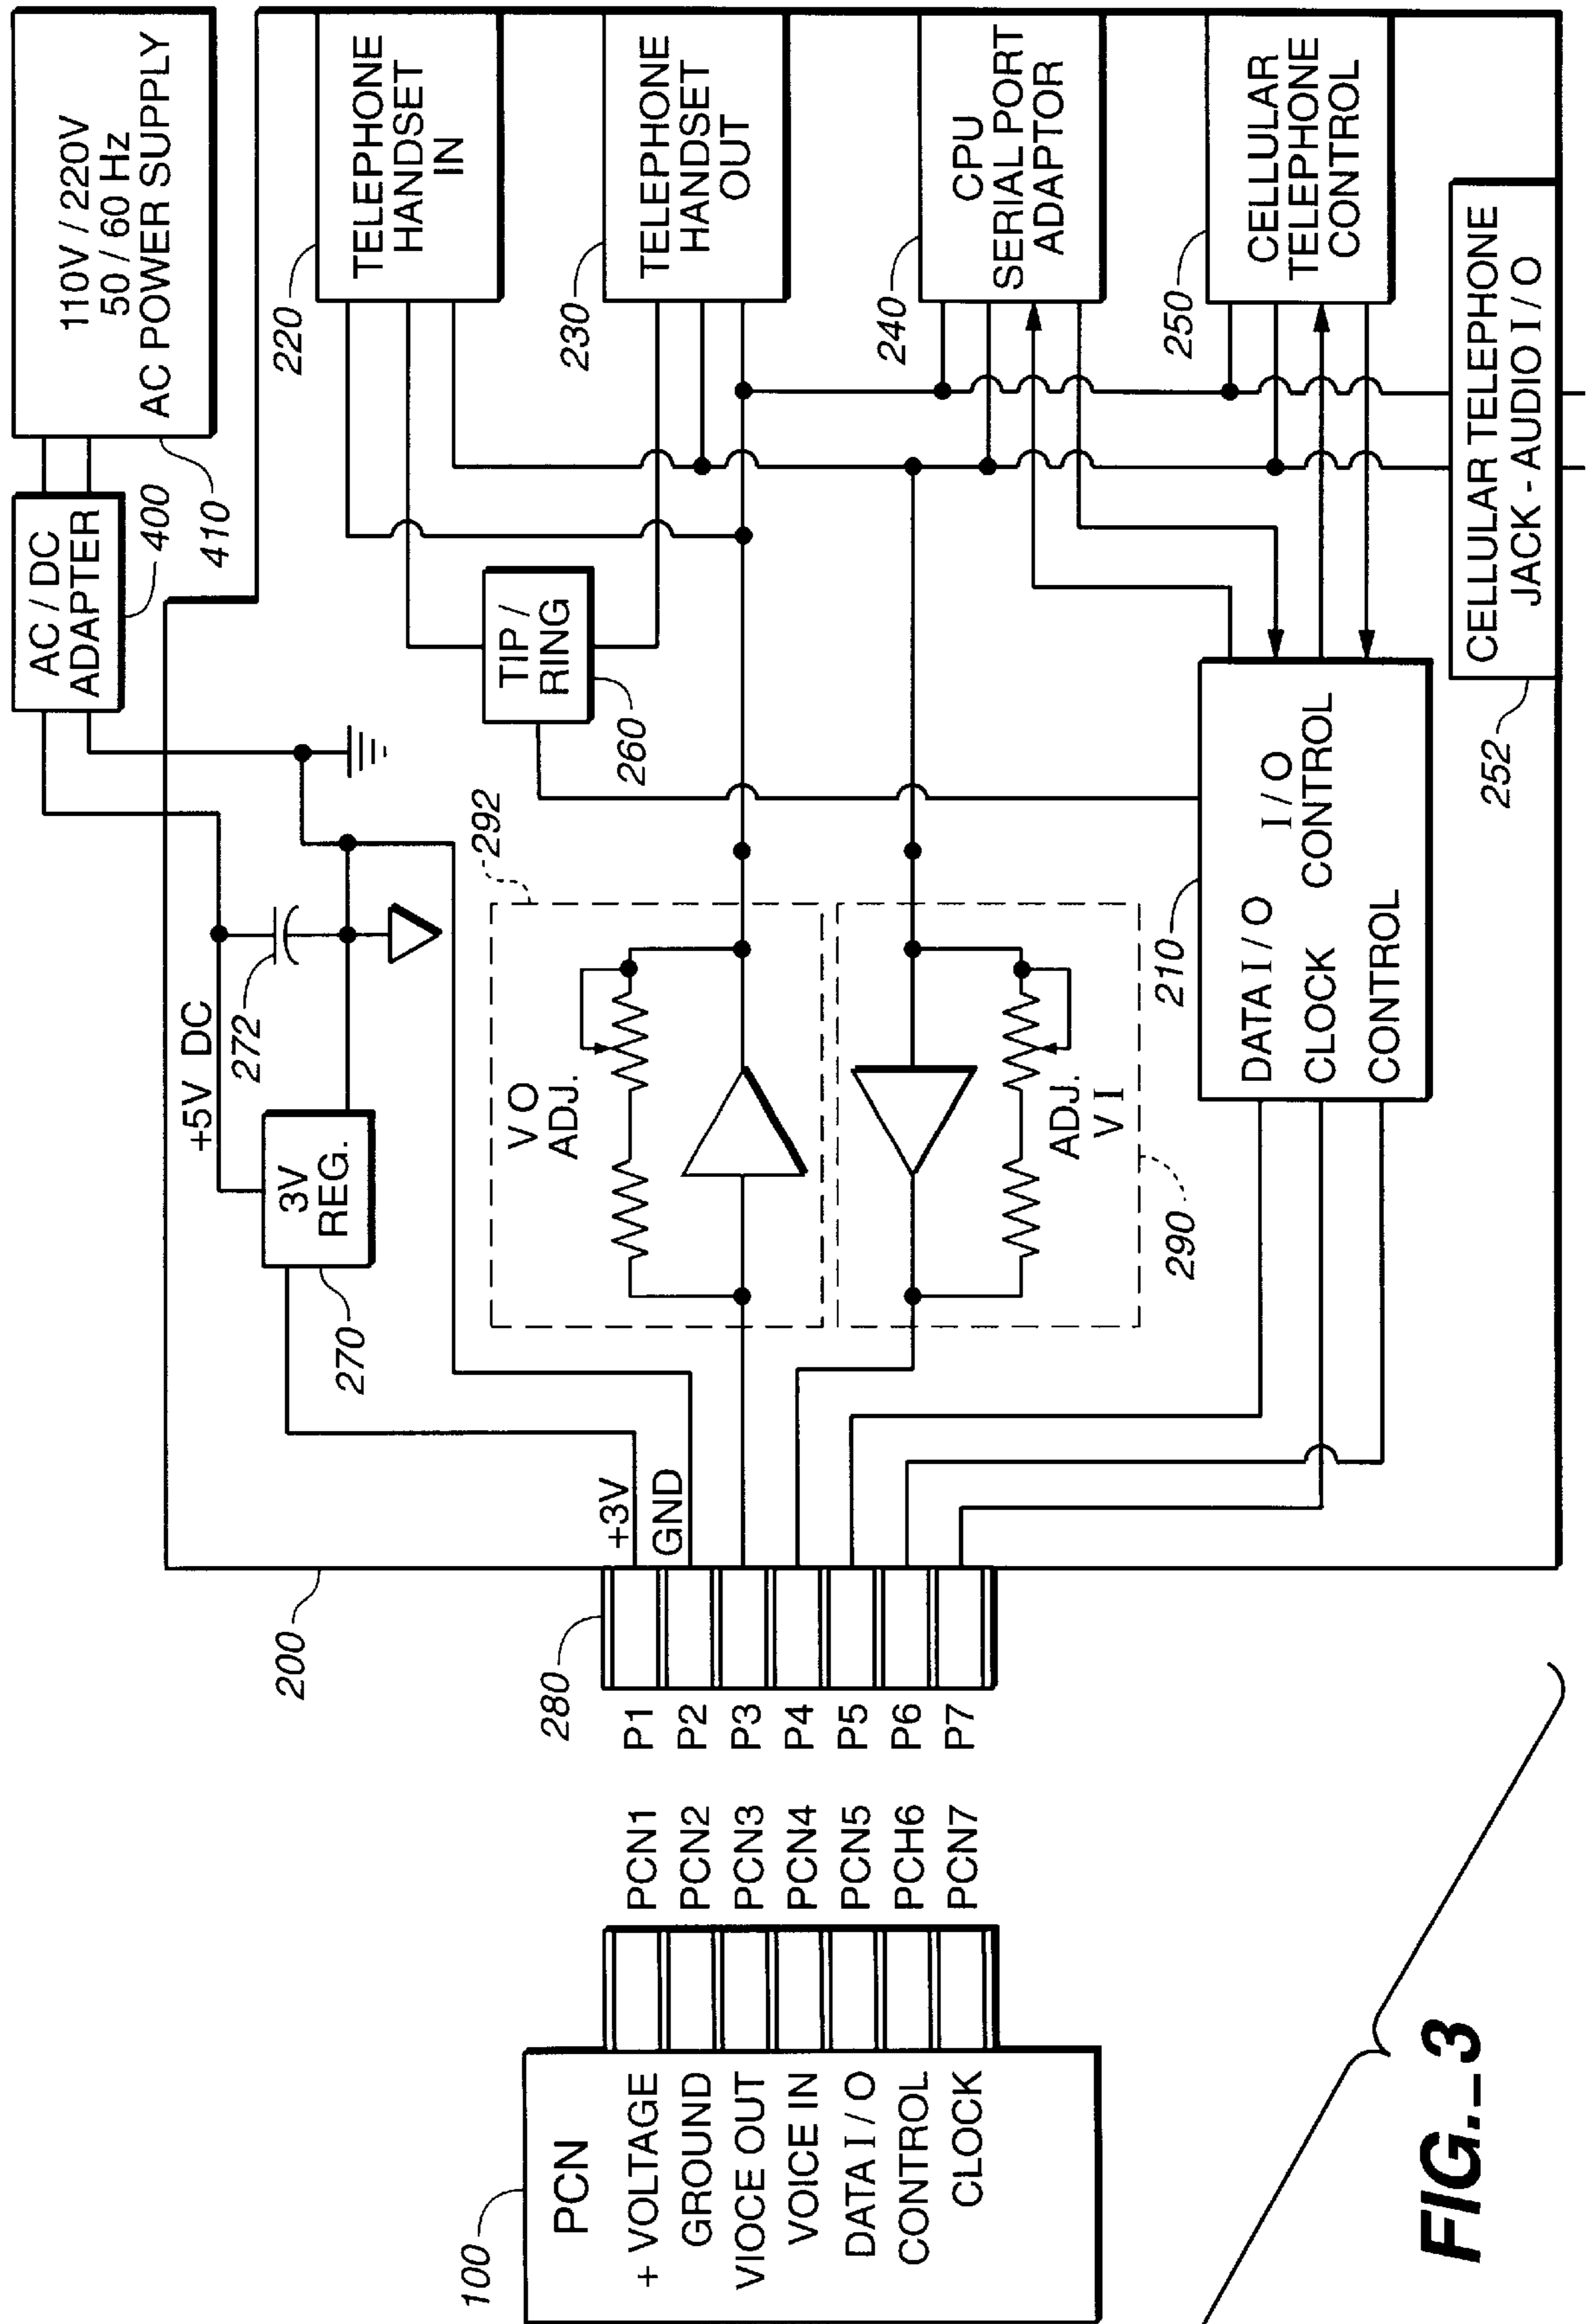 110V / 220V
50 / 60 Hz
AC POWER SUPPLY
410
AC / DC
ADAPTER
400
+5V DC
272
3V
REG.
270
200
+3V
GND
TELEPHONE
HANDSET
IN
220
TELEPHONE
HANDSET
OUT
230
TIP /
RING
260
292
V O
ADJ.
ADJ.
V I
290
CPU
SERIAL PORT
ADAPTOR
240
CELLULAR
TELEPHONE
CONTROL
250
CELLULAR TELEPHONE
JACK - AUDIO I / O
252
210
DATA I / O
CLOCK
CONTROL
I / O
CONTROL
280
P1
P2
P3
P4
P5
P6
P7
PCN1
PCN2
PCN3
PCN4
PCN5
PCH6
PCN7
100
PCN
+ VOLTAGE
GROUND
VIOCE OUT
VOICE IN
DATA I / O
CONTROL
CLOCK
FIG._3